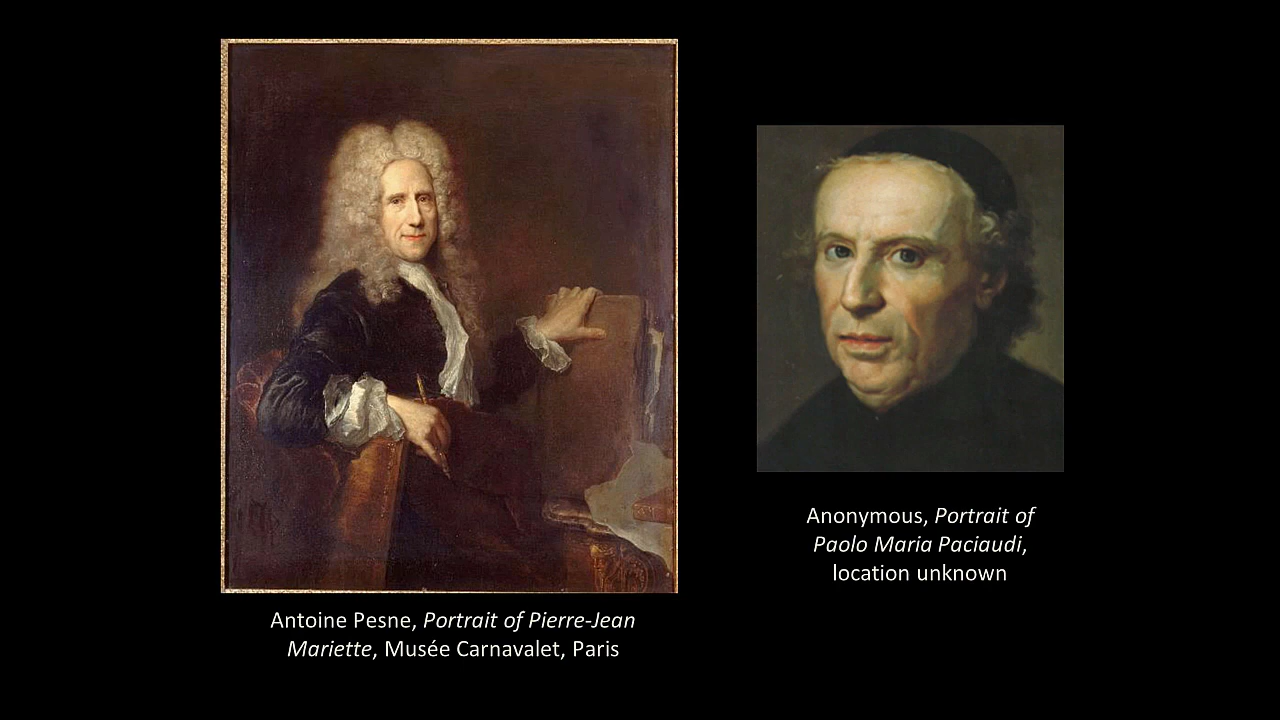 Antoine Pesne, Portrait of Pierre-Jean
Mariette, Musée Carnavalet, Paris
Anonymous, Portrait of
Paolo Maria Paciaudi,
location unknown